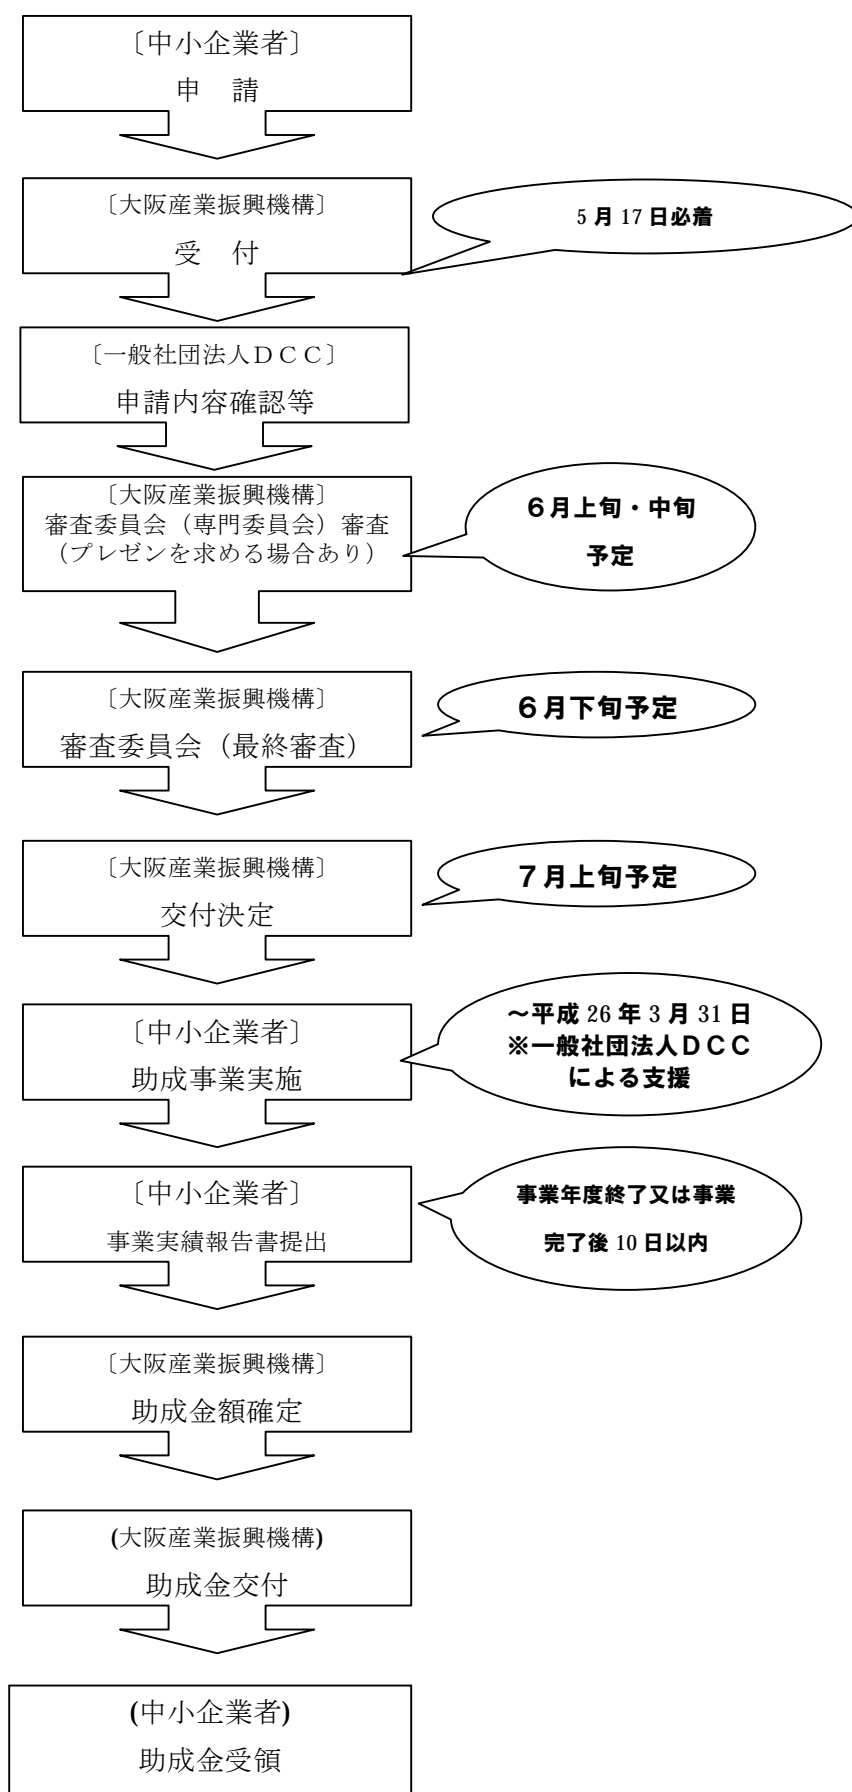 〔中小企業者〕
申　請
〔大阪産業振興機構〕
受　付
5 月 17 日必着
〔一般社団法人ＤＣＣ〕
申請内容確認等
〔大阪産業振興機構〕
審査委員会（専門委員会）審査
（プレゼンを求める場合あり）
６月上旬・中旬
予定
〔大阪産業振興機構〕
審査委員会（最終審査）
６月下旬予定
〔大阪産業振興機構〕
交付決定
７月上旬予定
〔中小企業者〕
助成事業実施
～平成 26 年 3 月 31 日
※一般社団法人ＤＣＣ
による支援
〔中小企業者〕
事業実績報告書提出
事業年度終了又は事業
完了後 10 日以内
〔大阪産業振興機構〕
助成金額確定
(大阪産業振興機構)
助成金交付
(中小企業者)
助成金受領